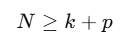 N ≥ k + p